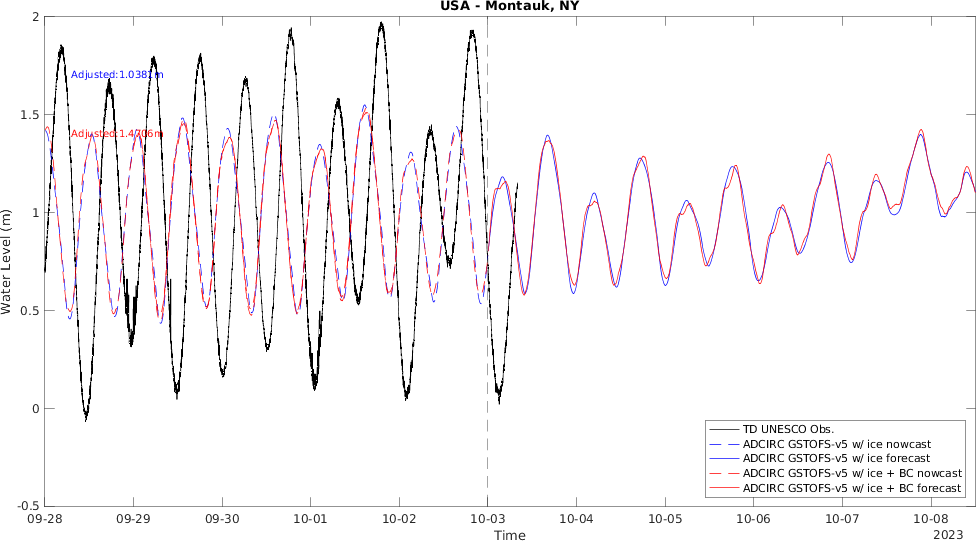 USA - Montauk, NY
2
1.5
1
0.5
0
-0.5
Water Level (m)
Adjusted:1.0381m
Adjusted:1.4706m
TD UNESCO Obs.
ADCIRC GSTOFS-v5 w/ ice nowcast
ADCIRC GSTOFS-v5 w/ ice forecast
ADCIRC GSTOFS-v5 w/ ice + BC nowcast
ADCIRC GSTOFS-v5 w/ ice + BC forecast
09-28 09-29 09-30 10-01 10-02 10-03 10-04 10-05 10-06 10-07 10-08
Time
2023